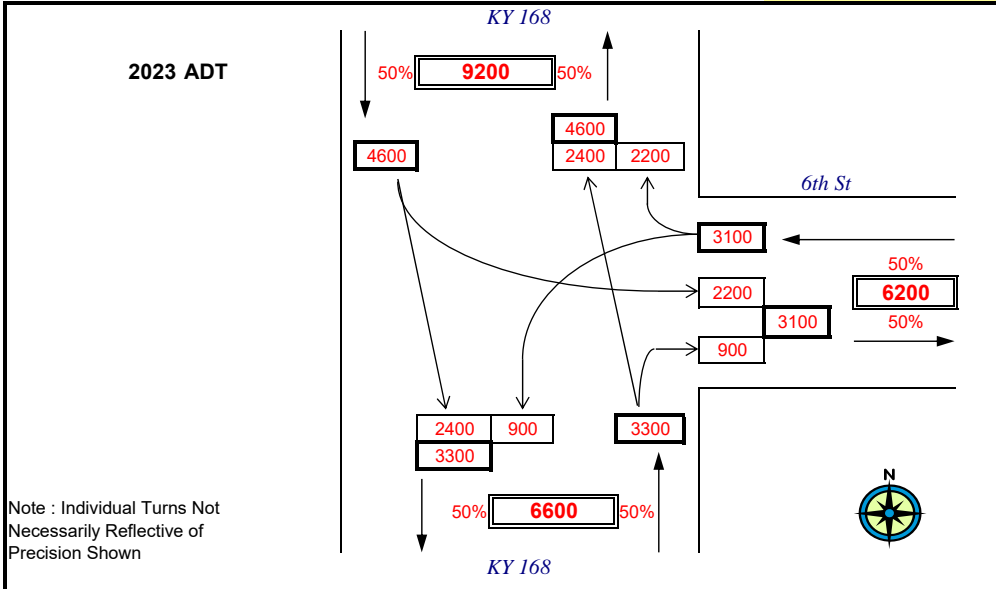 KY 168
2023 ADT
50% 9200 50%
4600
4600
2400 2200
6th St
3100
50%
2200
6200
3100
50%
900
2400 900
3300
3300
N
Note : Individual Turns Not
Necessarily Reflective of
Precision Shown
50% 6600 50%
KY 168